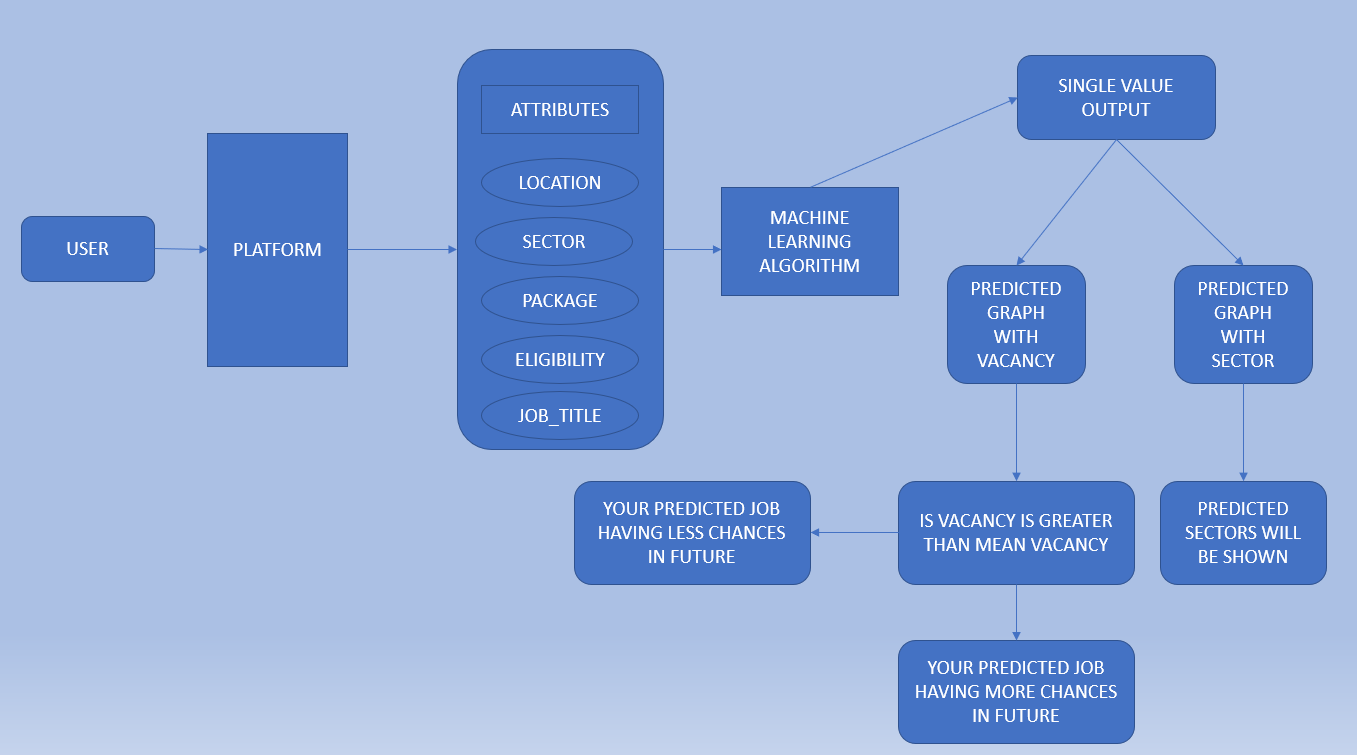 USER
PLATFORM
ATTRIBUTES
LOCATION
SECTOR
PACKAGE
ELIGIBILITY
JOB_TITLE
MACHINE
LEARNING
ALGORITHM
SINGLE VALUE
OUTPUT
PREDICTED
GRAPH
WITH
VACANCY
PREDICTED
GRAPH
WITH
SECTOR
YOUR PREDICTED JOB
HAVING LESS CHANCES
IN FUTURE
IS VACANCY IS GREATER
THAN MEAN VACANCY
PREDICTED
SECTORS WILL
BE SHOWN
YOUR PREDICTED JOB
HAVING MORE CHANCES
IN FUTURE